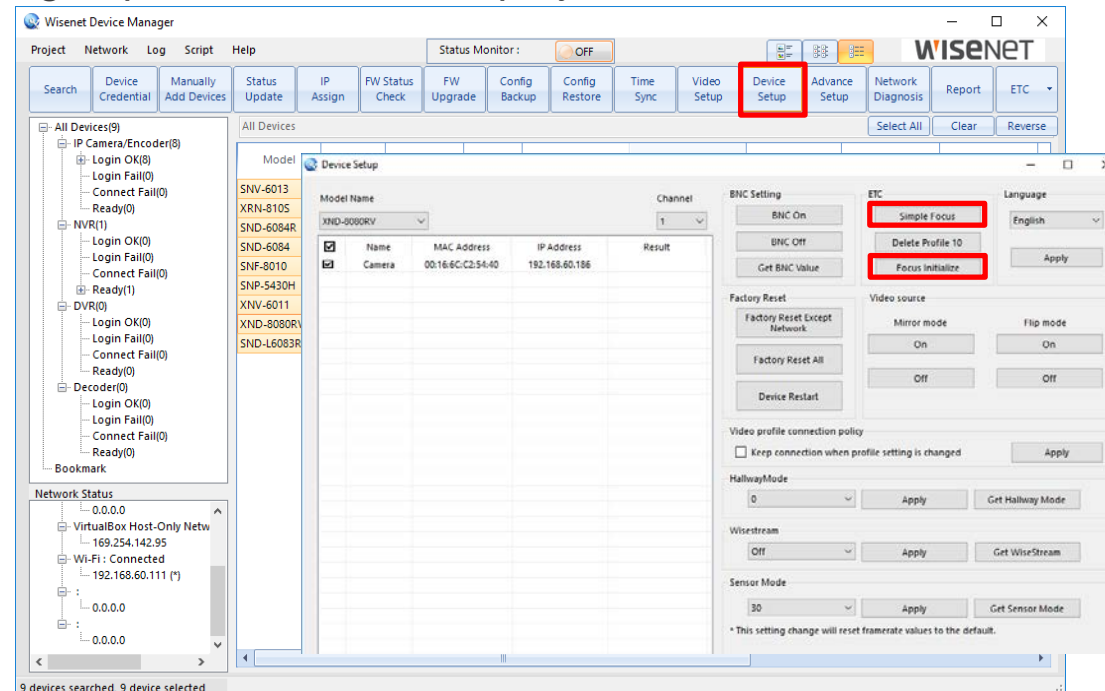 Wisenet Device Manager
Project Network Log Script Help Status Monitor : OFF WISENET
Search Device Credential Manually Add Devices Status Update IP Assign FW Status Check FW Upgrade Config Backup Config Restore Time Sync Video Setup Device Setup Advance Setup Network Diagnosis Report ETC
All Devices Select All Clear Reverse
All Devices(9)
IP Camera/Encoder(8)
Login OK(8)
Login Fail(0)
Connect Fail(0)
Ready(0)
NVR(1)
Login OK(0)
Login Fail(0)
Connect Fail(0)
Ready(1)
DVR(0)
Login OK(0)
Login Fail(0)
Connect Fail(0)
Ready(0)
Decoder(0)
Login OK(0)
Login Fail(0)
Connect Fail(0)
Ready(0)
Bookmark
Network Status
0.0.0.0
VirtualBox Host-Only Netw
169.254.142.95
Wi-Fi : Connected
192.168.60.111 (*)
:
0.0.0.0
:
0.0.0.0
Model
SNV-6013
XRN-810S
SND-6084R
SND-6084
SNF-8010
SNP-5430H
XNV-6011
XND-8080RV
SND-L6083R
Device Setup
Model Name Channel
XND-8080RV 1
Name MAC Address IP Address Result
Camera 00:16:6C:C2:54:40 192.168.60.186
BNC Setting
BNC On
BNC Off
Get BNC Value
ETC
Simple Focus
Delete Profile 10
Focus Initialize
Language
English
Apply
Factory Reset
Factory Reset Except
Network
Factory Reset All
Device Restart
Video source
Mirror mode Flip mode
On On
Off Off
Video profile connection policy
Keep connection when profile setting is changed Apply
HallwayMode
0 Apply Get Hallway Mode
Wisestream
Off Apply Get WiseStream
Sensor Mode
30 Apply Get Sensor Mode
* This setting change will reset framerate values to the default.
9 devices searched, 9 device selected